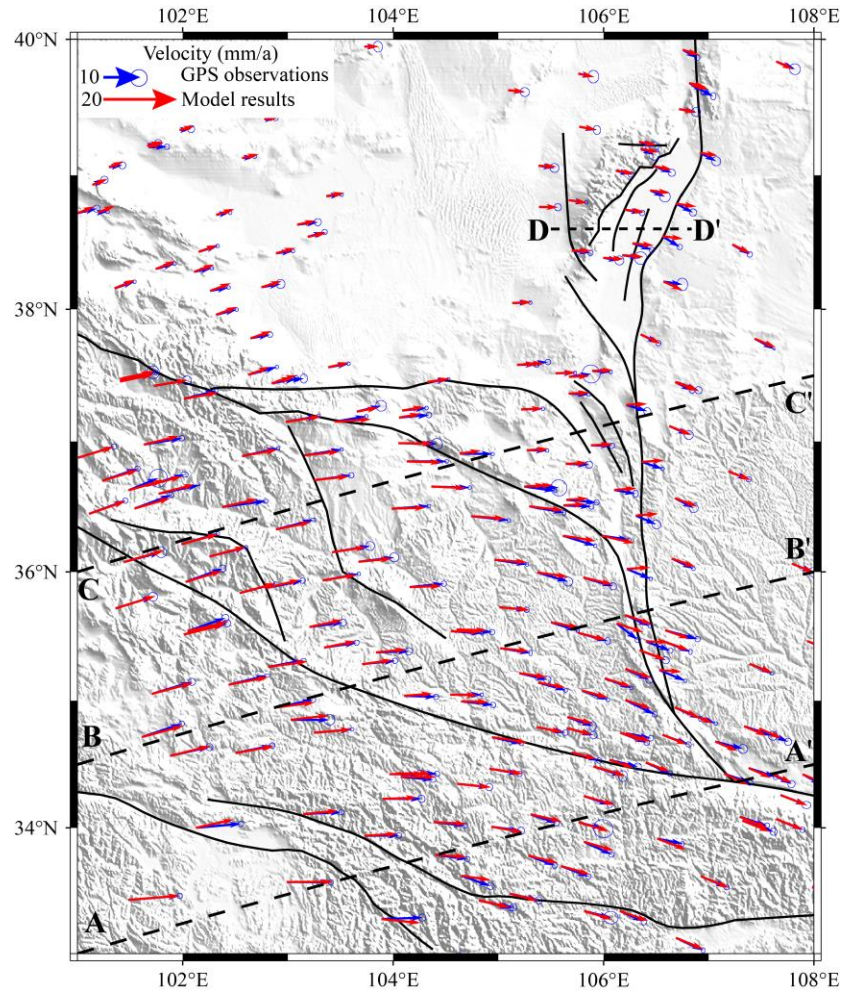 102°E 104°E 106°E 108°E
40°N
Velocity (mm/a)
10 GPS observations
20 Model results
D D'
38°N
C'
B'
36°N
C
B
A'
34°N
A
102°E 104°E 106°E 108°E